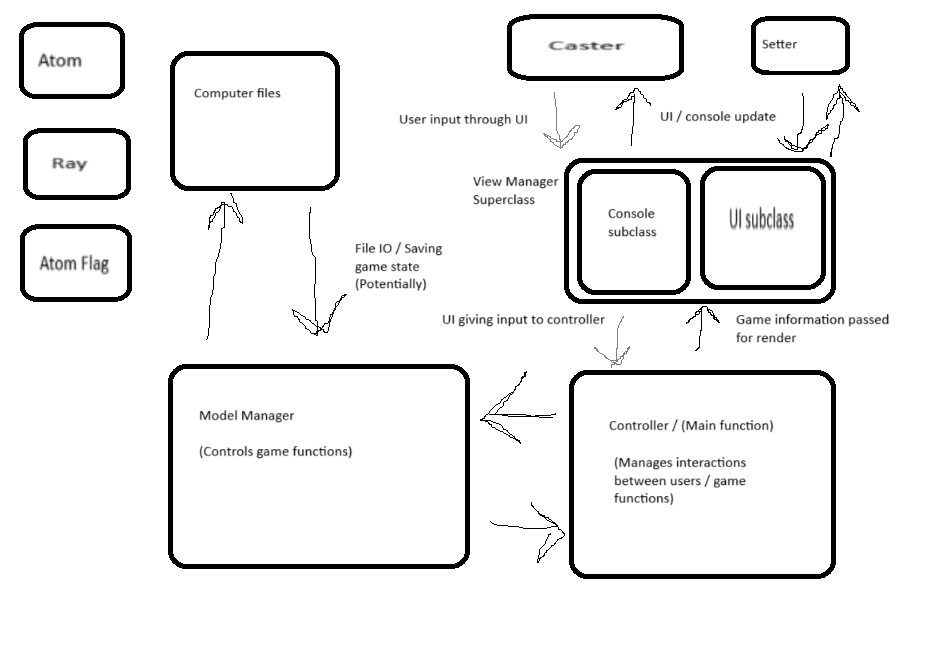 Atom
Ray
Atom Flag
Computer files
File IO / Saving
game state
(Potentially)
Caster
Setter
User input through UI
UI / console update
View Manager
Superclass
Console
subclass
UI subclass
UI giving input to controller
Game information passed
for render
Model Manager
(Controls game functions)
Controller / (Main function)
(Manages interactions
between users / game
functions)